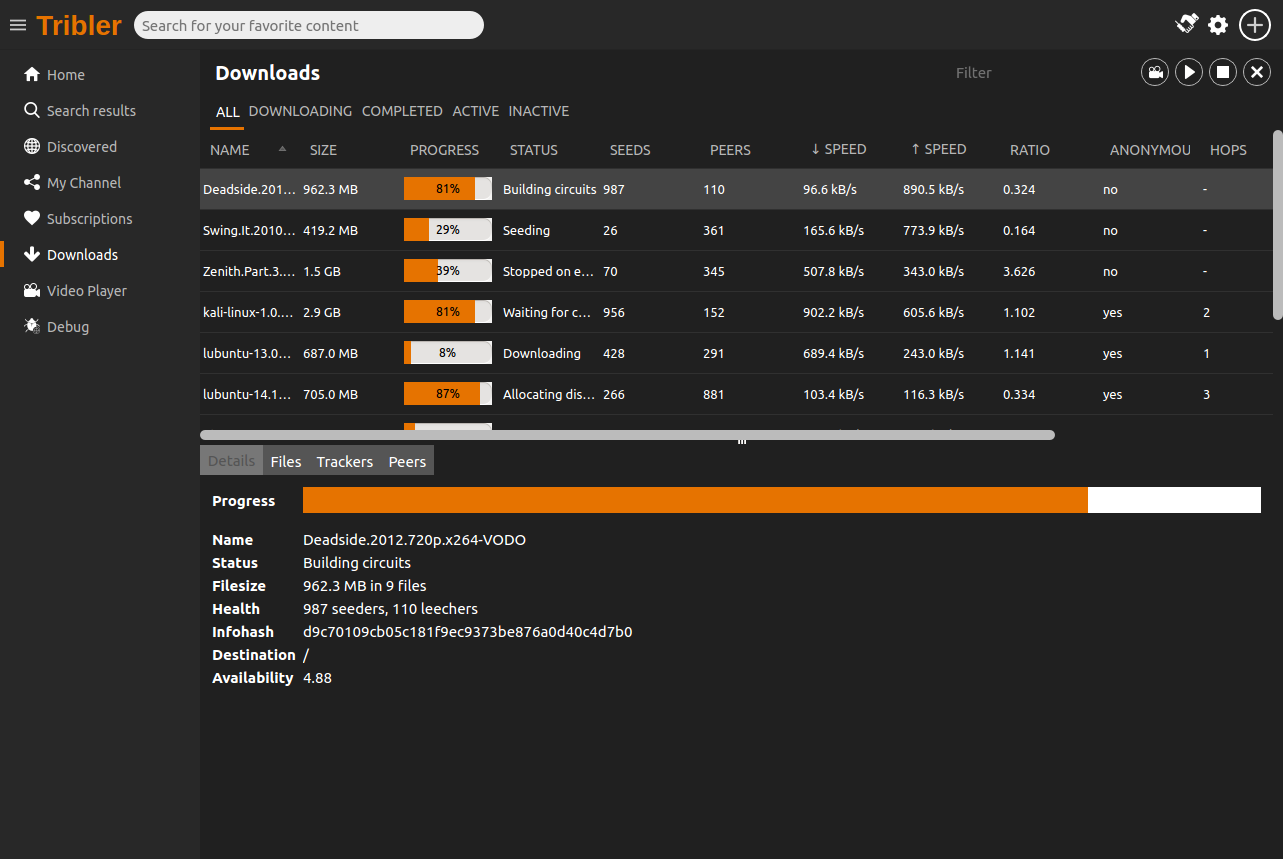 Tribler Search for your favorite content
Home
Search results
Discovered
My Channel
Subscriptions
Downloads
Video Player
Debug
Downloads Filter
ALL DOWNLOADING COMPLETED ACTIVE INACTIVE
NAME SIZE PROGRESS STATUS SEEDS PEERS ↓ SPEED ↑ SPEED RATIO ANONYMOU HOPS
Deadside.201... 962.3 MB 81% Building circuits 987 110 96.6 kB/s 890.5 kB/s 0.324 no -
Swing.It.2010... 419.2 MB 29% Seeding 26 361 165.6 kB/s 773.9 kB/s 0.164 no -
Zenith.Part.3.... 1.5 GB 39% Stopped on e... 70 345 507.8 kB/s 343.0 kB/s 3.626 no -
kali-linux-1.0.... 2.9 GB 81% Waiting for c... 956 152 902.2 kB/s 605.6 kB/s 1.102 yes 2
lubuntu-13.0... 687.0 MB 8% Downloading 428 291 689.4 kB/s 243.0 kB/s 1.141 yes 1
lubuntu-14.1... 705.0 MB 87% Allocating dis... 266 881 103.4 kB/s 116.3 kB/s 0.334 yes 3
Details Files Trackers Peers
Progress
Name Deadside.2012.720p.x264-VODO
Status Building circuits
Filesize 962.3 MB in 9 files
Health 987 seeders, 110 leechers
Infohash d9c70109cb05c181f9ec9373be876a0d40c4d7b0
Destination /
Availability 4.88